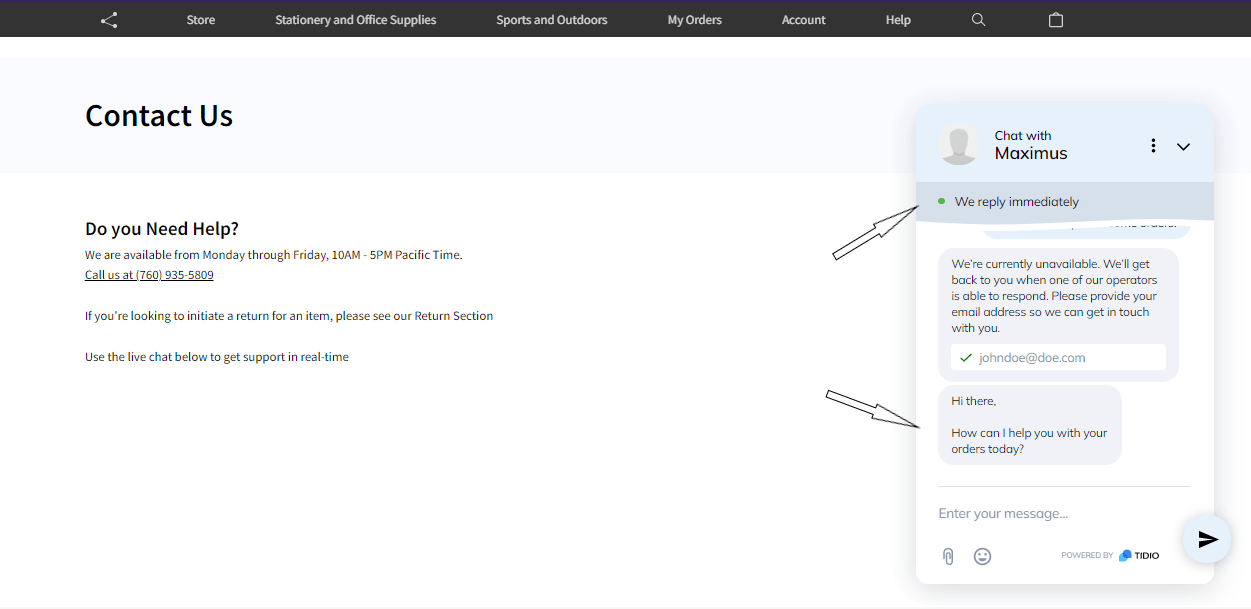 Store Stationery and Office Supplies Sports and Outdoors My Orders Account Help
Contact Us
Do you Need Help?
We are available from Monday through Friday, 10AM - 5PM Pacific Time.
Call us at (760) 935-5809
If you're looking to initiate a return for an item, please see our Return Section
Use the live chat below to get support in real-time
Chat with
Maximus
We reply immediately
orders.
We're currently unavailable. We'll get
back to you when one of our operators
is able to respond. Please provide your
email address so we can get in touch
with you.
johndoe@doe.com
Hi there,
How can I help you with your
orders today?
Enter your message...
POWERED BY TIDIO